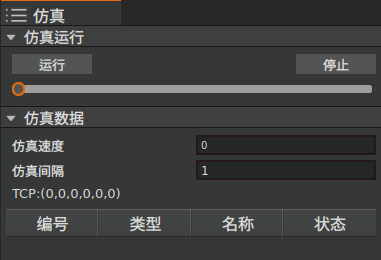 仿真
仿真运行
运行 停止
仿真数据
仿真速度 0
仿真间隔 1
TCP:(0,0,0,0,0,0)
编号 类型 名称 状态